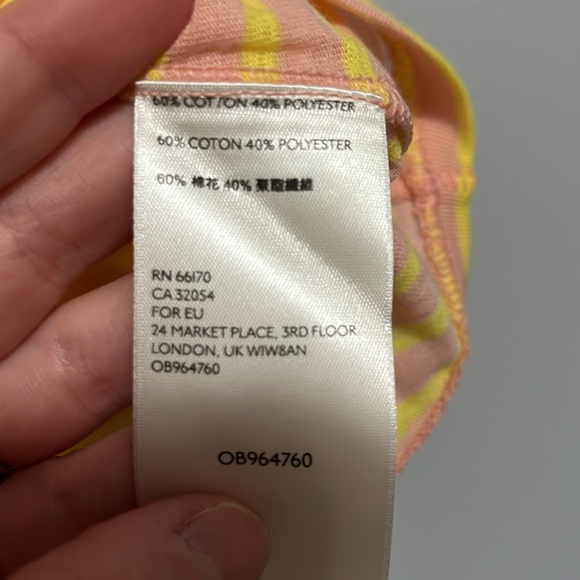 60% COTTON 40% POLYESTER
60% COTON 40% POLYESTER
60% 棉花 40% 聚酯纖維
RN 66170
CA 32054
FOR EU
24 MARKET PLACE, 3RD FLOOR
LONDON, UK W1W8AN
OB964760
OB964760